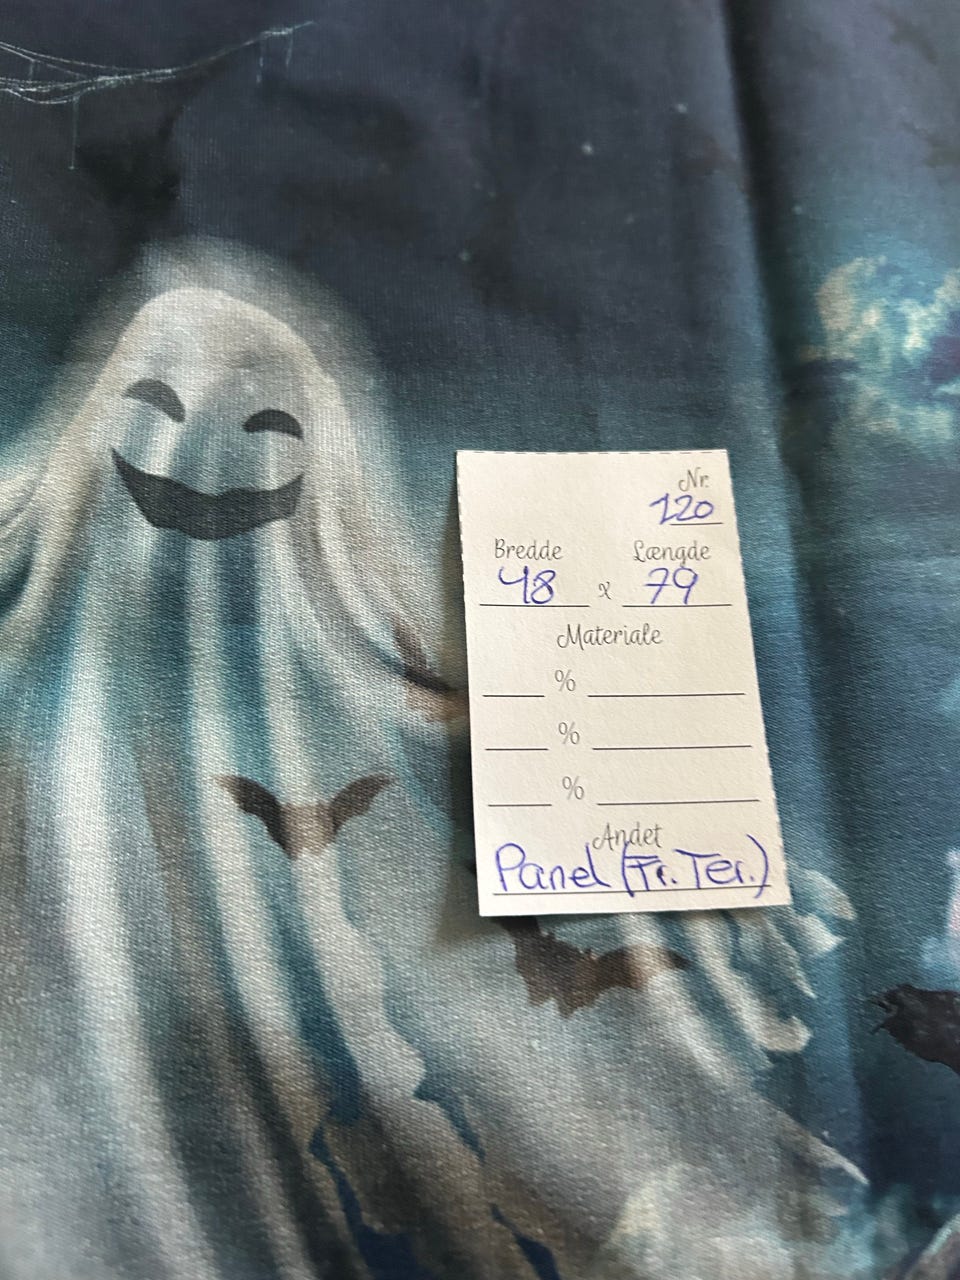 Nr.
120
Bredde Længde
48 x 79
Materiale
%
%
%
Andet
Panel (Fr. Ter.)